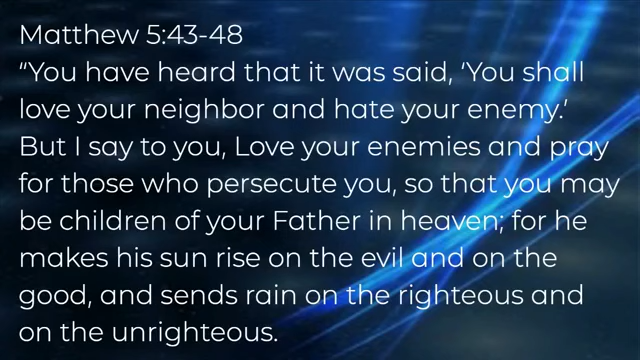 Matthew 5:43-48
“You have heard that it was said, ‘You shall
love your neighbor and hate your enemy.’
But I say to you, Love your enemies and pray
for those who persecute you, so that you may
be children of your Father in heaven; for he
makes his sun rise on the evil and on the
good, and sends rain on the righteous and
on the unrighteous.